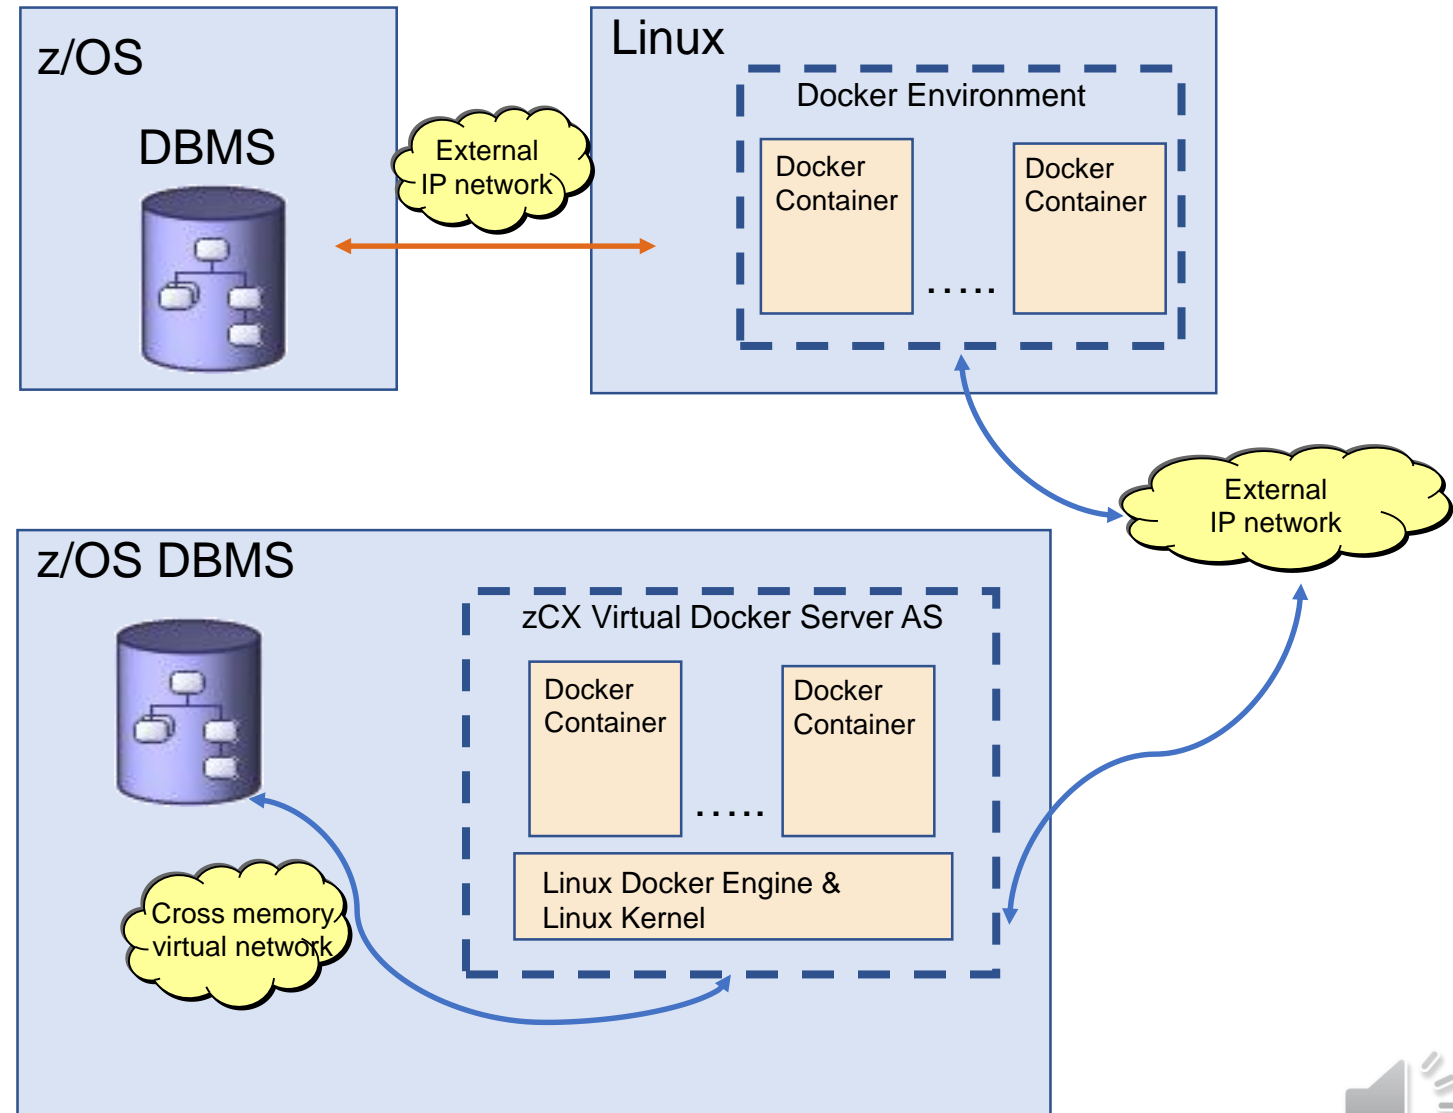 z/OS
DBMS
External
IP network
Linux
Docker Environment
Docker
Container
.....
Docker
Container
External
IP network
z/OS DBMS
zCX Virtual Docker Server AS
Docker
Container
.....
Docker
Container
Linux Docker Engine &
Linux Kernel
Cross memory
virtual network